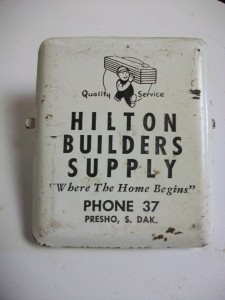 Quality Service
HILTON
BUILDERS
SUPPLY
"Where The Home Begins"
PHONE 37
PRESHO, S. DAK.